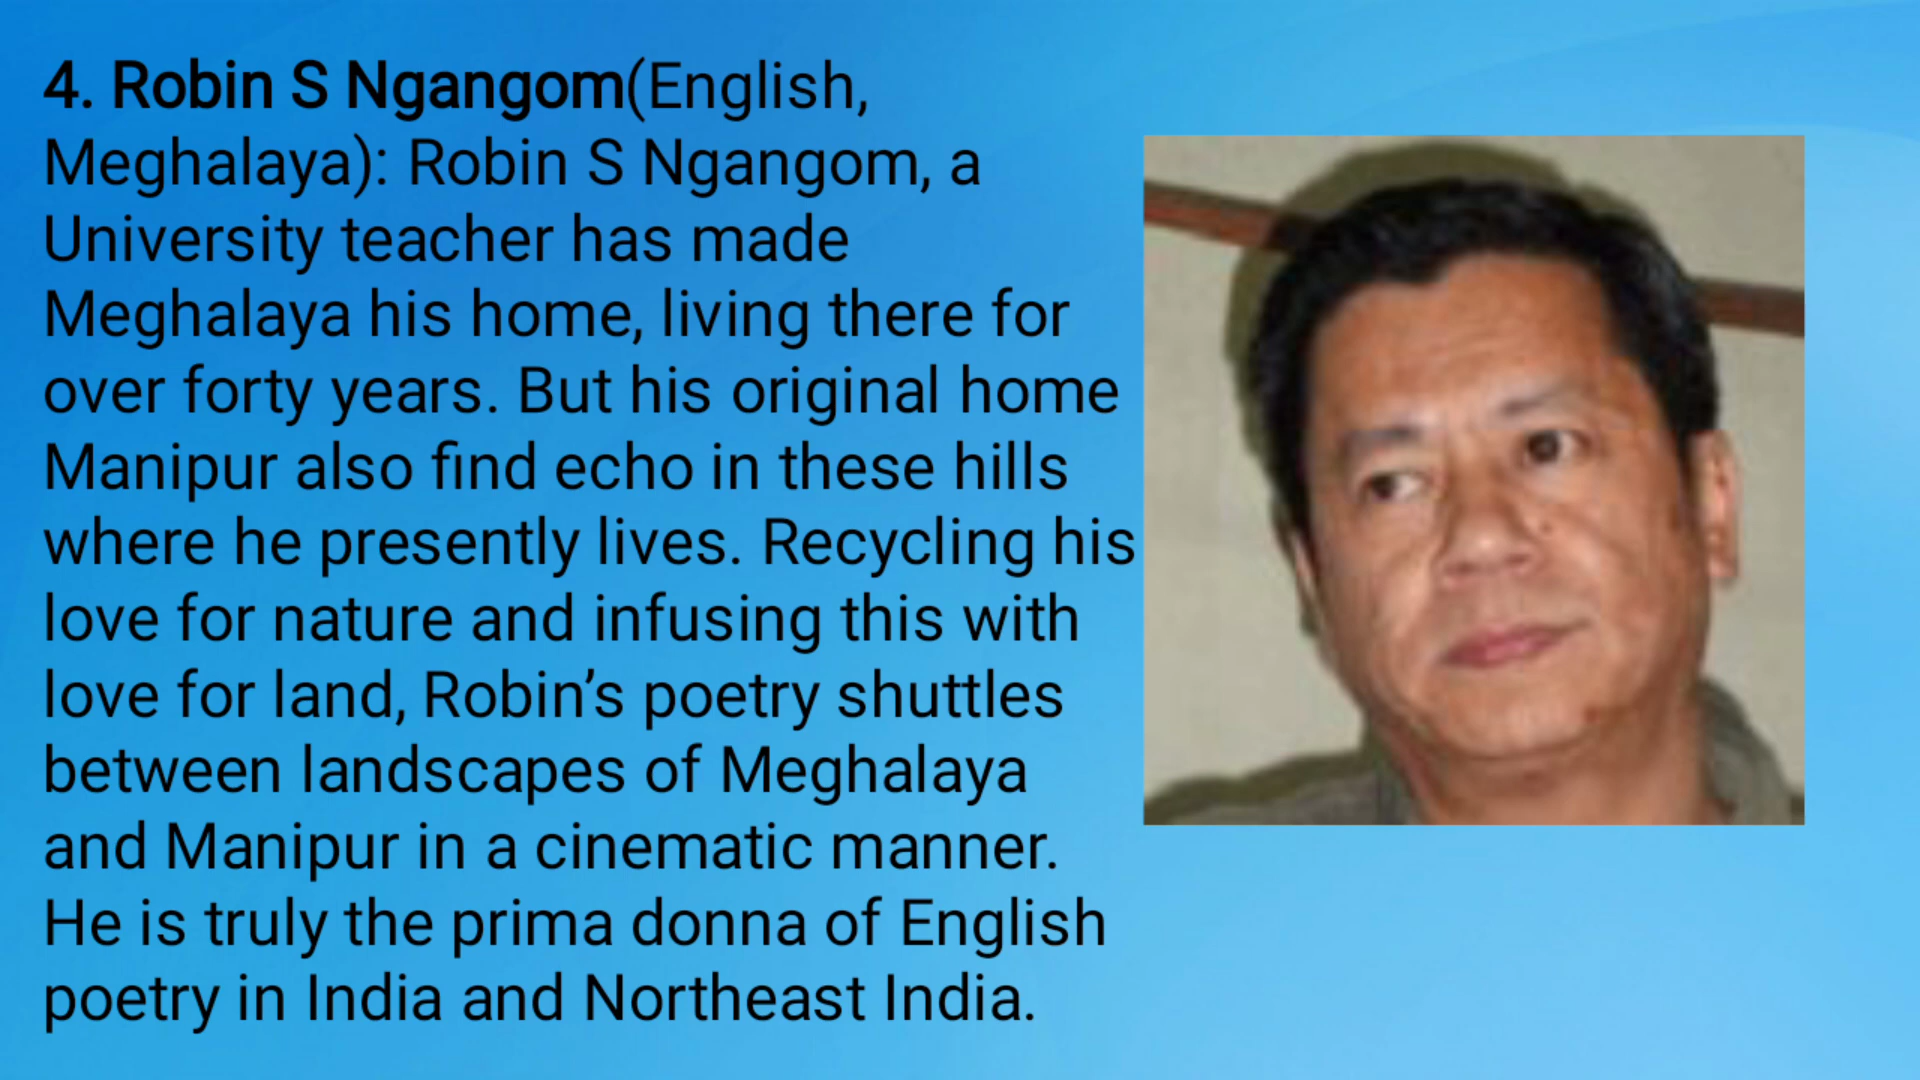 4. Robin S Ngangom(English,
Meghalaya): Robin S Ngangom, a
University teacher has made
Meghalaya his home, living there for
over forty years. But his original home
Manipur also find echo in these hills
where he presently lives. Recycling his
love for nature and infusing this with
love for land, Robin’s poetry shuttles
between landscapes of Meghalaya
and Manipur in a cinematic manner.
He is truly the prima donna of English
poetry in India and Northeast India.